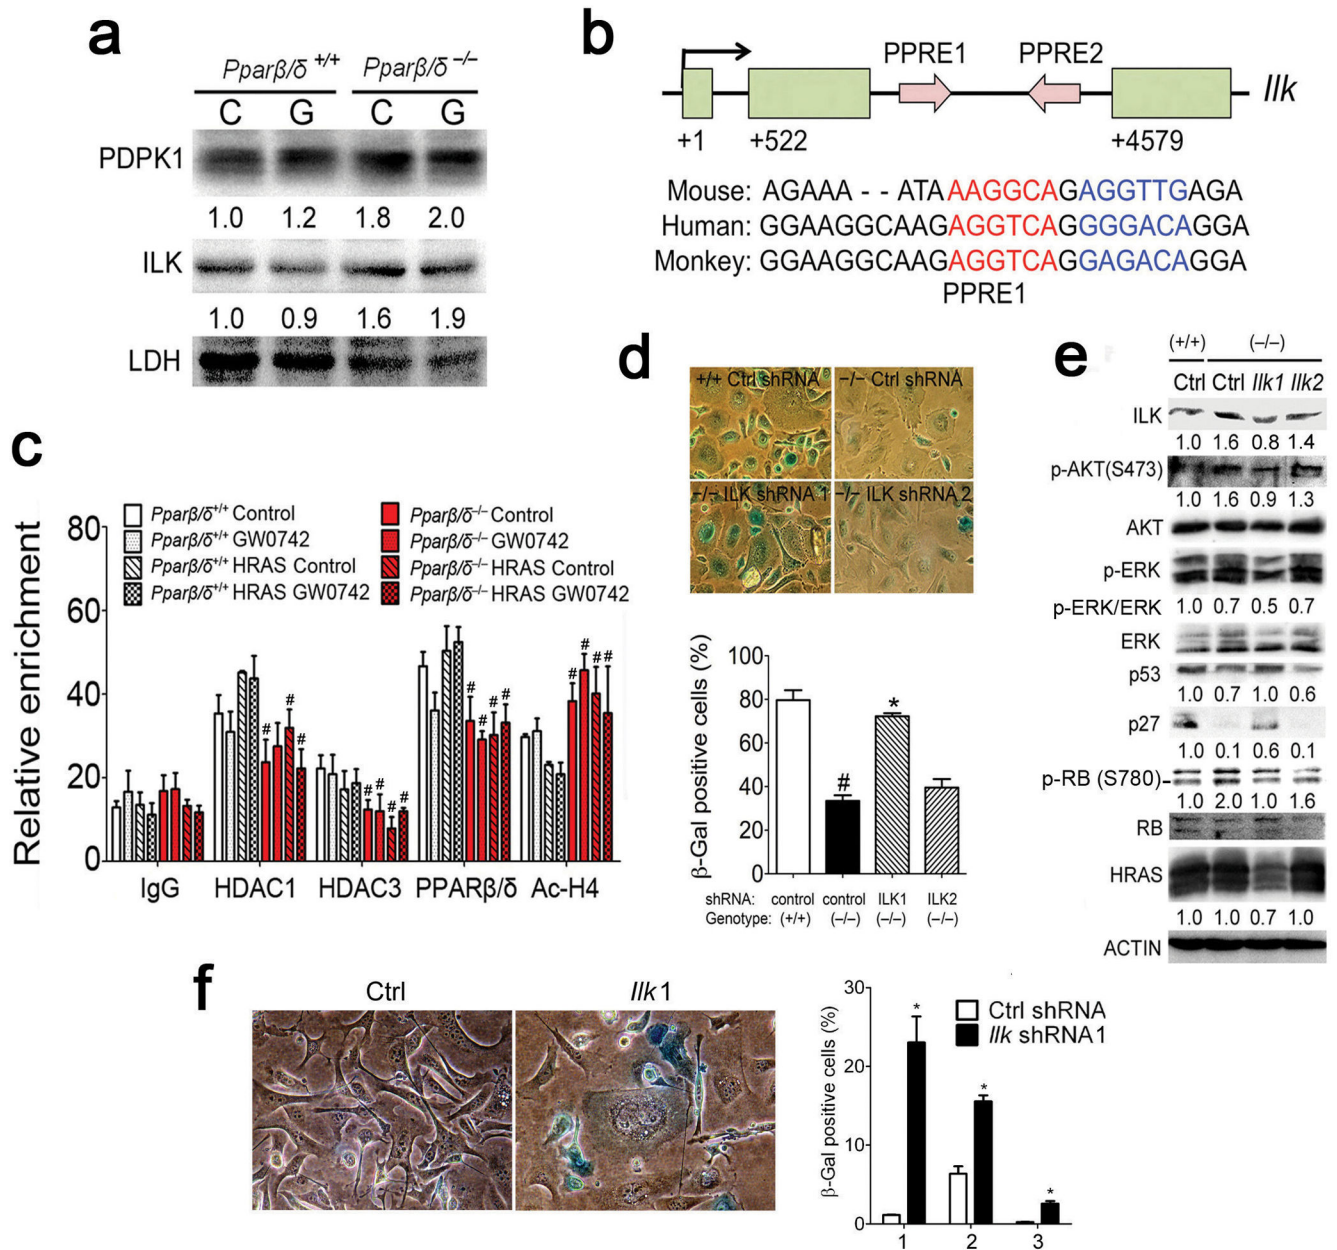 a
Pparβ/δ +/+ Pparβ/δ −/−
C G C G
PDPK1
1.0 1.2 1.8 2.0
ILK
1.0 0.9 1.6 1.9
LDH
b
PPRE1 PPRE2
Ilk
+1 +522 +4579
Mouse: AGAAA - - ATA AAGGCAGAGGTTGAGA
Human: GGAAGGCAAGAGGTCAGGGGACAGGA
Monkey: GGAAGGCAAGAGGTCAGGAGACAGGA
PPRE1
c
Relative enrichment
80
60
40
20
0
Pparβ/δ+/+ Control
Pparβ/δ+/+ GW0742
Pparβ/δ+/+ HRAS Control
Pparβ/δ+/+ HRAS GW0742
Pparβ/δ−/− Control
Pparβ/δ−/− GW0742
Pparβ/δ−/− HRAS Control
Pparβ/δ−/− HRAS GW0742
# # #
# # # #
# # # #
# # # #
IgG HDAC1 HDAC3 PPARβ/δ Ac-H4
d
+/+ Ctrl shRNA
−/− Ctrl shRNA
−/− ILK shRNA 1
−/− ILK shRNA 2
β-Gal positive cells (%)
100
80
60
40
20
0
# *
shRNA: control control ILK1 ILK2
Genotype: (+/+) (−/−) (−/−) (−/−)
e
(+/+) (−/−)
Ctrl Ctrl Ilk1 Ilk2
ILK
1.0 1.6 0.8 1.4
p-AKT(S473)
1.0 1.6 0.9 1.3
AKT
p-ERK
p-ERK/ERK 1.0 0.7 0.5 0.7
ERK
p53
1.0 0.7 1.0 0.6
p27
1.0 0.1 0.6 0.1
p-RB (S780)
1.0 2.0 1.0 1.6
RB
HRAS
1.0 1.0 0.7 1.0
ACTIN
f
Ctrl Ilk1
β-Gal positive cells (%)
30
20
10
0
Ctrl shRNA
Ilk shRNA1
* * *
1 2 3